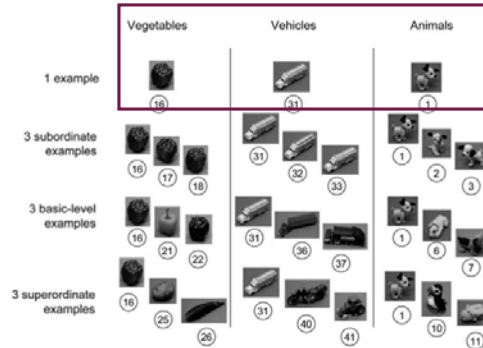 Vegetables Vehicles Animals
1 example
16 31 1
3 subordinate
examples
16 17 18 31 32 33 1 2 3
3 basic-level
examples
16 21 22 31 36 37 1 6 7
3 superordinate
examples
16 25 26 31 40 41 1 10 11